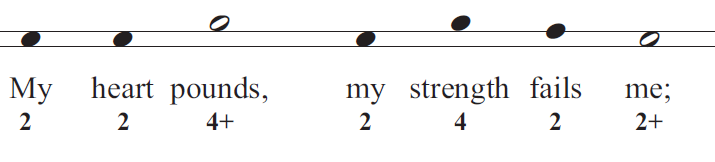 My heart pounds, my strength fails me;
2 2 4+ 2 4 2 2+